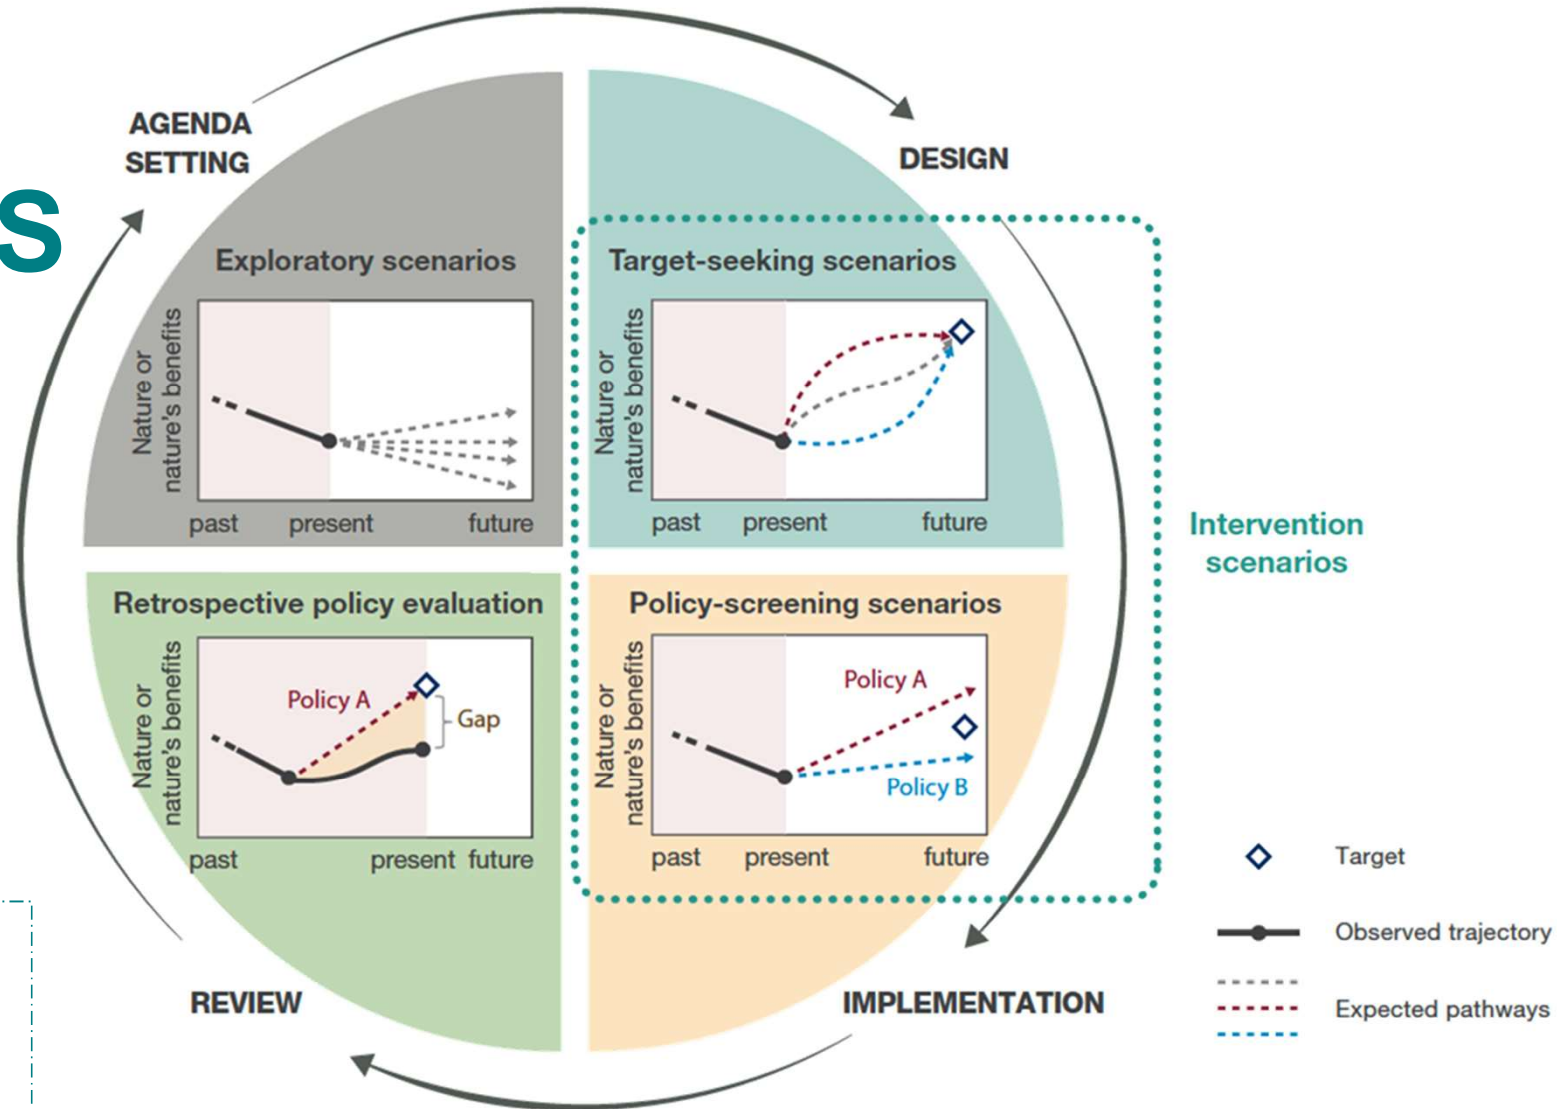 S
AGENDA
SETTING
DESIGN
Exploratory scenarios
Nature or
nature's benefits
past present future
Target-seeking scenarios
Nature or
nature's benefits
past present future
Intervention
scenarios
Retrospective policy evaluation
Nature or
nature's benefits
Policy A
Gap
past present future
Policy-screening scenarios
Nature or
nature's benefits
Policy A
Policy B
past present future
REVIEW
IMPLEMENTATION
Target
Observed trajectory
Expected pathways